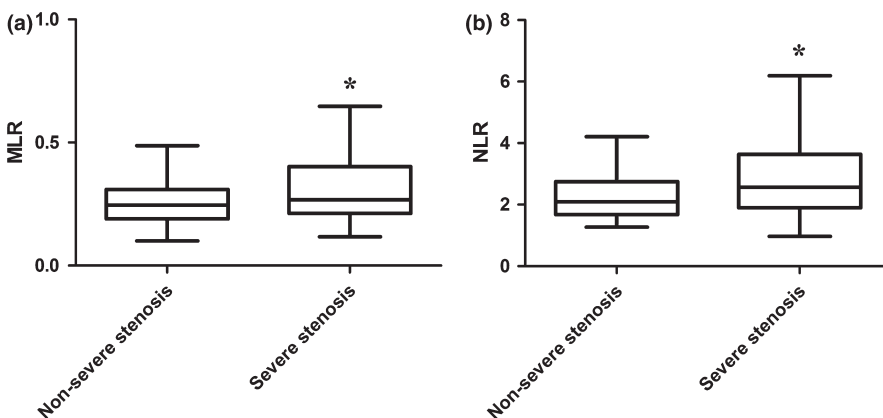 (a)
1.0
0.5
0.0
MLR
*
Non-severe stenosis
Severe stenosis
(b)
8
6
4
2
0
NLR
*
Non-severe stenosis
Severe stenosis